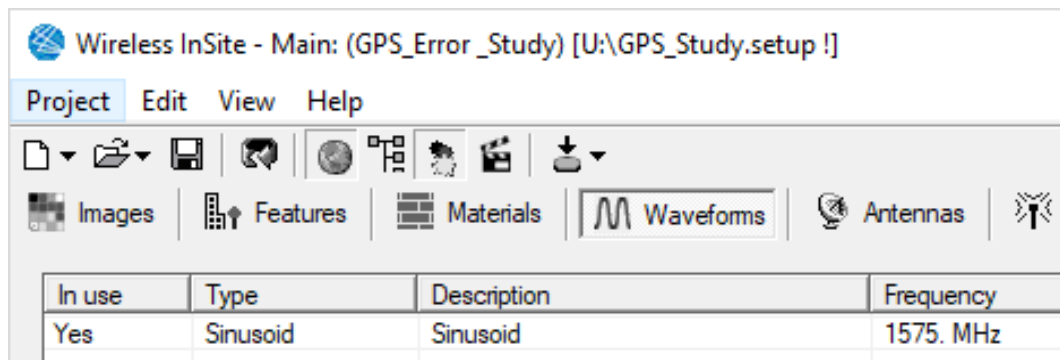 Wireless InSite - Main: (GPS_Error _Study) [U:\GPS_Study.setup !]
Project Edit View Help
Images Features Materials Waveforms Antennas
In use Type Description Frequency
Yes Sinusoid Sinusoid 1575. MHz